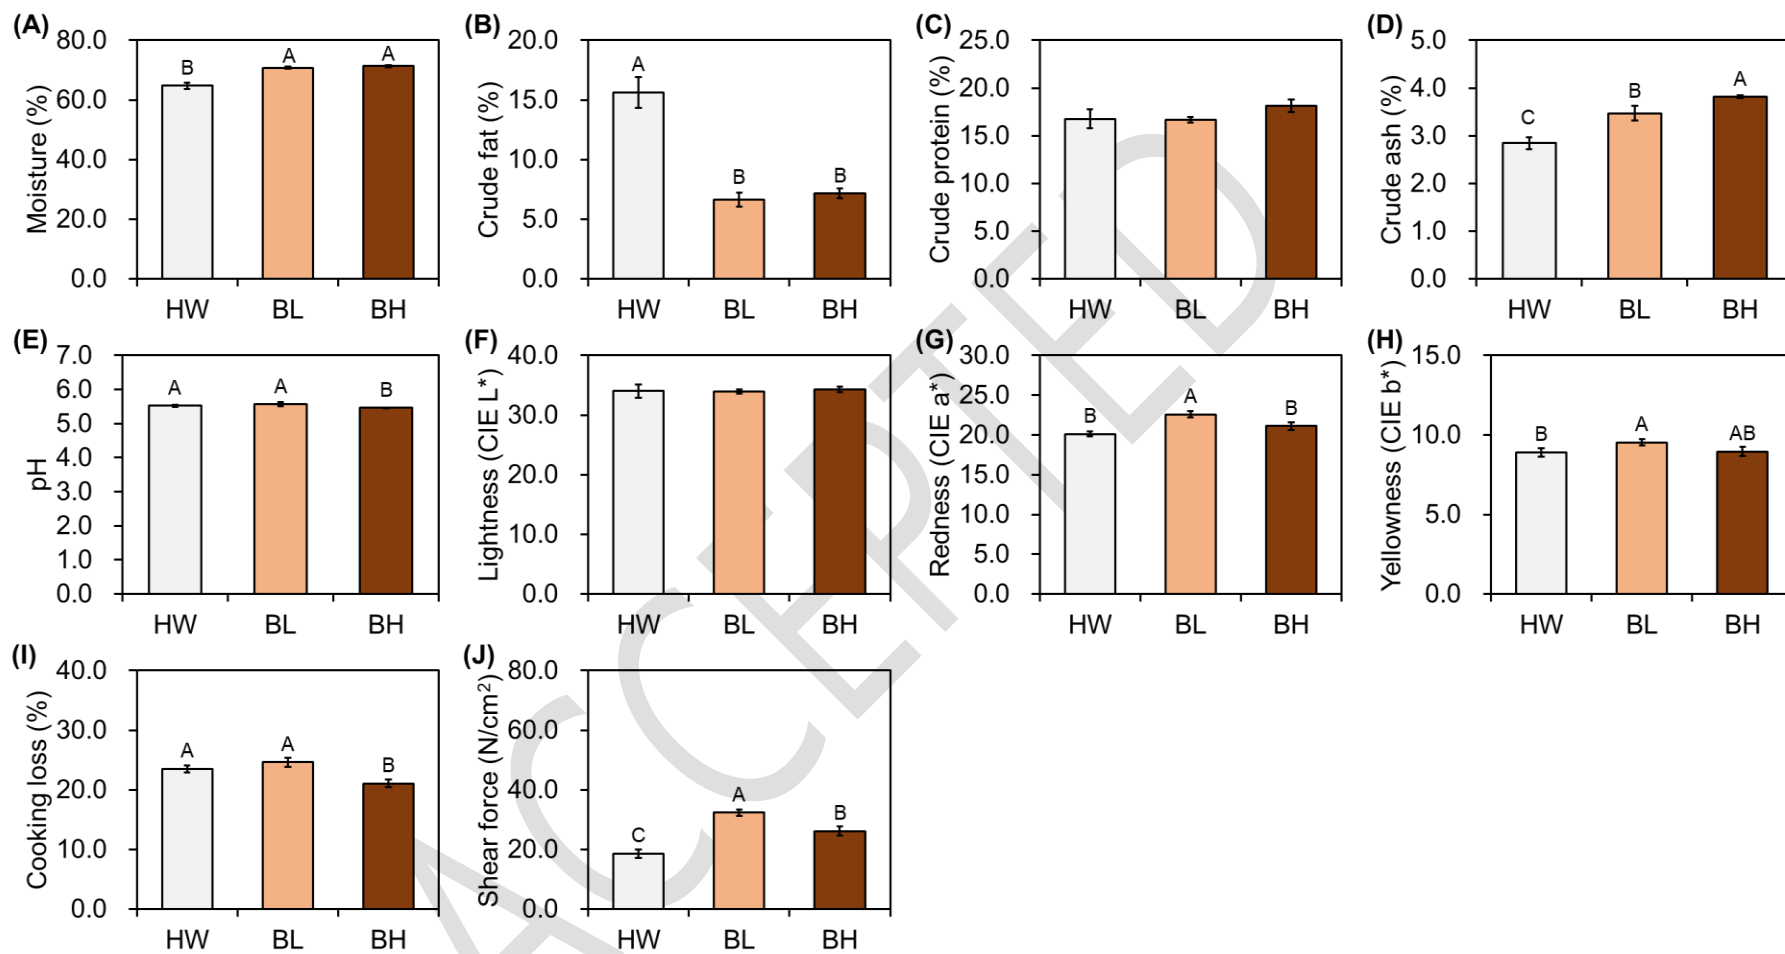 (A)
Moisture (%)
80.0
60.0
40.0
20.0
0.0
B
A
A
HW BL BH
(B)
Crude fat (%)
20.0
15.0
10.0
5.0
0.0
A
B
B
HW BL BH
(C)
Crude protein (%)
25.0
20.0
15.0
10.0
5.0
0.0
HW BL BH
(D)
Crude ash (%)
5.0
4.0
3.0
2.0
1.0
0.0
C
B
A
HW BL BH
(E)
pH
7.0
6.0
5.0
4.0
3.0
2.0
1.0
0.0
A
A
B
HW BL BH
(F)
Lightness (CIE L*)
40.0
30.0
20.0
10.0
0.0
HW BL BH
(G)
Redness (CIE a*)
30.0
25.0
20.0
15.0
10.0
5.0
0.0
B
A
B
HW BL BH
(H)
Yellowness (CIE b*)
15.0
10.0
5.0
0.0
B
A
AB
HW BL BH
(I)
Cooking loss (%)
40.0
30.0
20.0
10.0
0.0
A
A
B
HW BL BH
(J)
Shear force (N/cm²)
80.0
60.0
40.0
20.0
0.0
C
A
B
HW BL BH
ACCEPTED